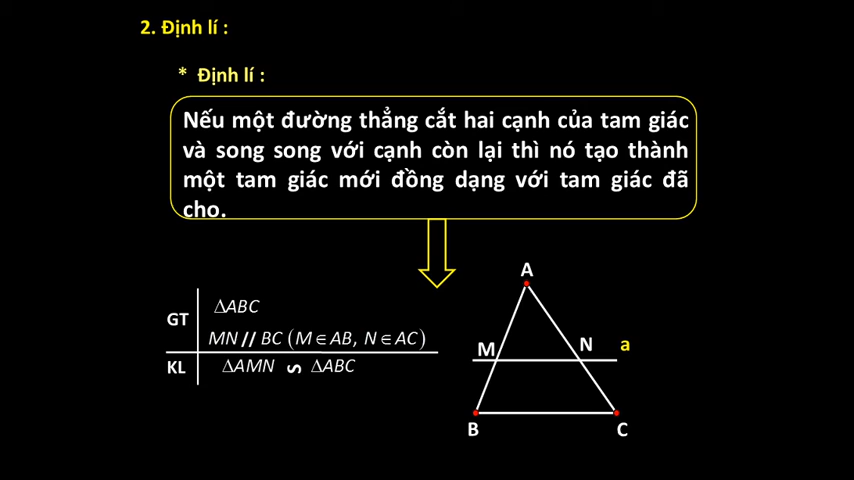 2. Định lí :
* Định lí :
Nếu một đường thẳng cắt hai cạnh của tam giác
và song song với cạnh còn lại thì nó tạo thành
một tam giác mới đồng dạng với tam giác đã
cho.
GT
ΔABC
MN // BC (M ∈ AB, N ∈ AC)
KL
ΔAMN ∽ ΔABC
A
M
N
a
B
C